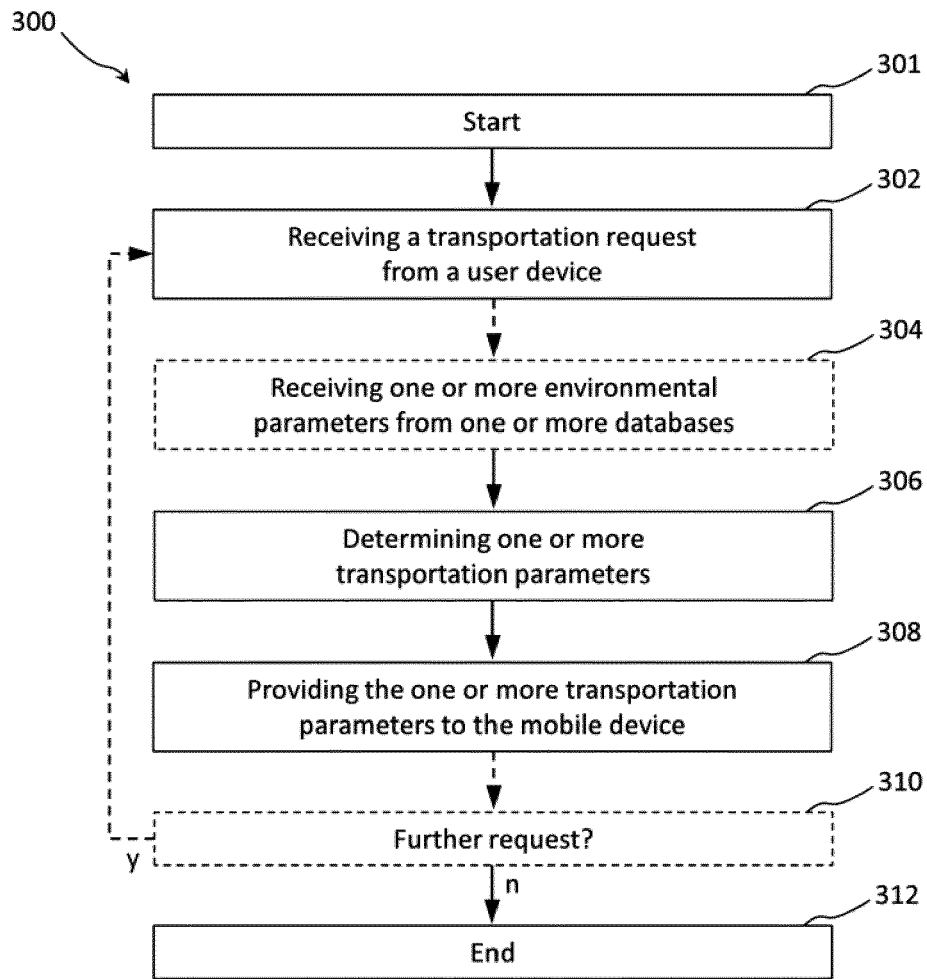 300
301
Start
302
Receiving a transportation request
from a user device
304
Receiving one or more environmental
parameters from one or more databases
306
Determining one or more
transportation parameters
308
Providing the one or more transportation
parameters to the mobile device
310
Further request?
y
n
312
End